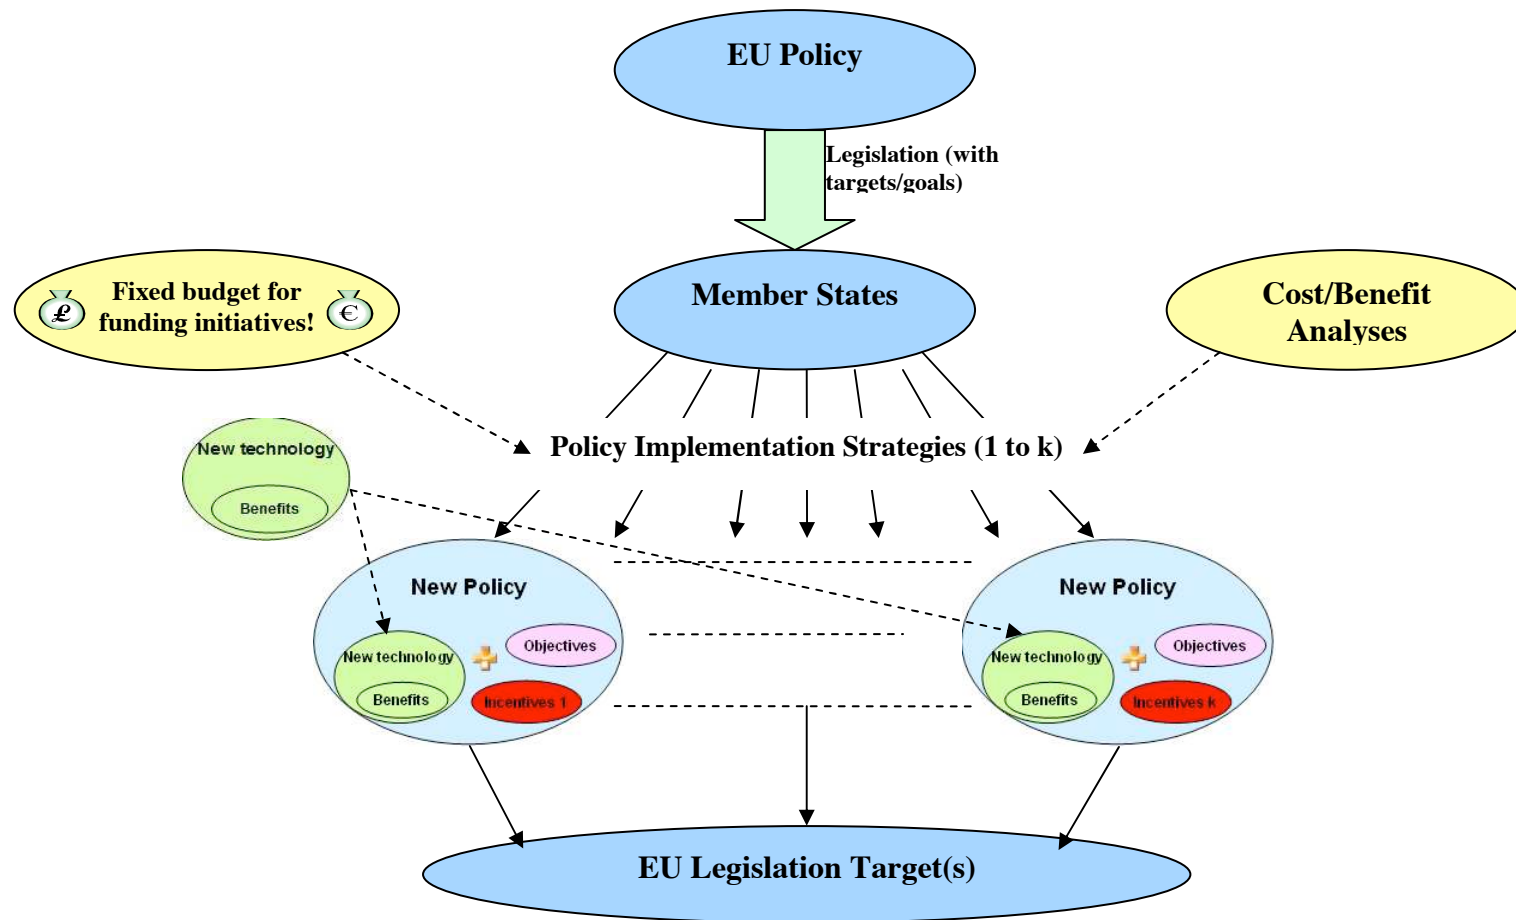 EU Policy
Legislation (with
targets/goals)
Fixed budget for
funding initiatives!
£
€
Member States
Cost/Benefit
Analyses
Policy Implementation Strategies (1 to k)
New technology
Benefits
New Policy
New technology
Benefits
Objectives
Incentives 1
New Policy
New technology
Benefits
Objectives
Incentives k
EU Legislation Target(s)